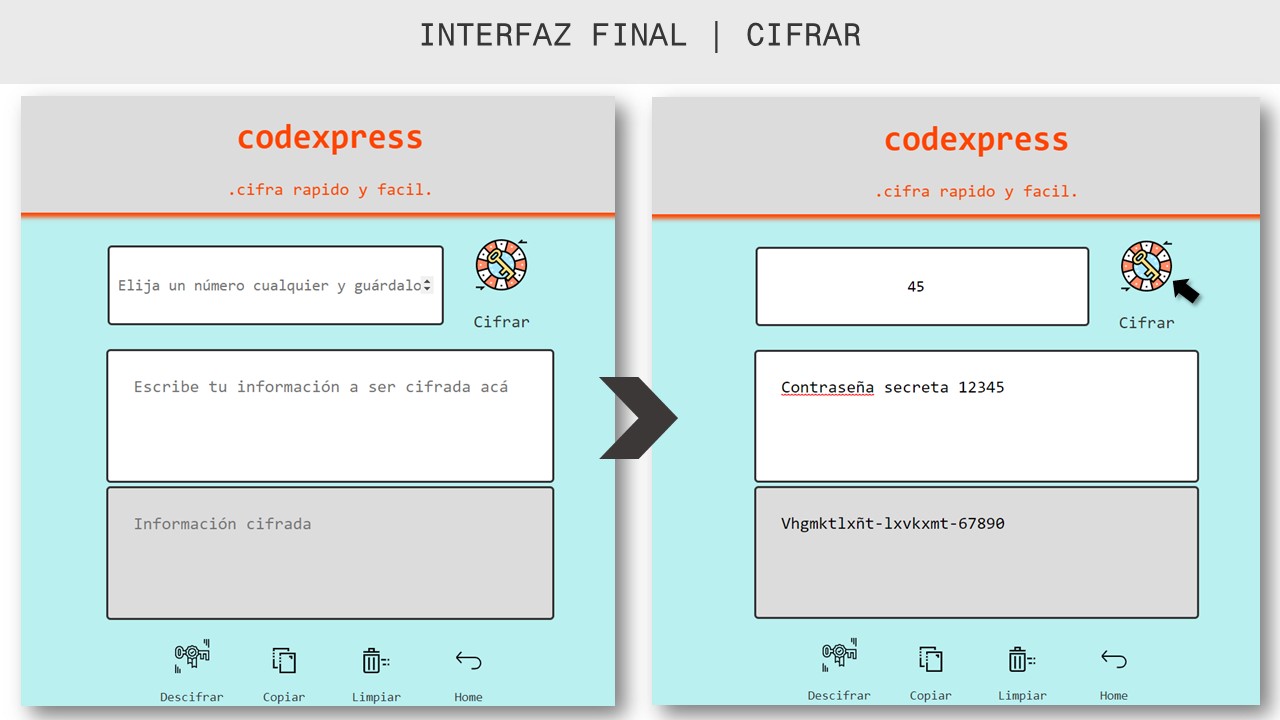 INTERFAZ FINAL | CIFRAR
codexpress
.cifra rapido y facil.
Elija un número cualquier y guárdalo
Cifrar
Escribe tu información a ser cifrada acá
Información cifrada
Descifrar Copiar Limpiar Home
codexpress
.cifra rapido y facil.
45
Cifrar
Contraseña secreta 12345
Vhgmktlxñt-lxvkxmt-67890
Descifrar Copiar Limpiar Home